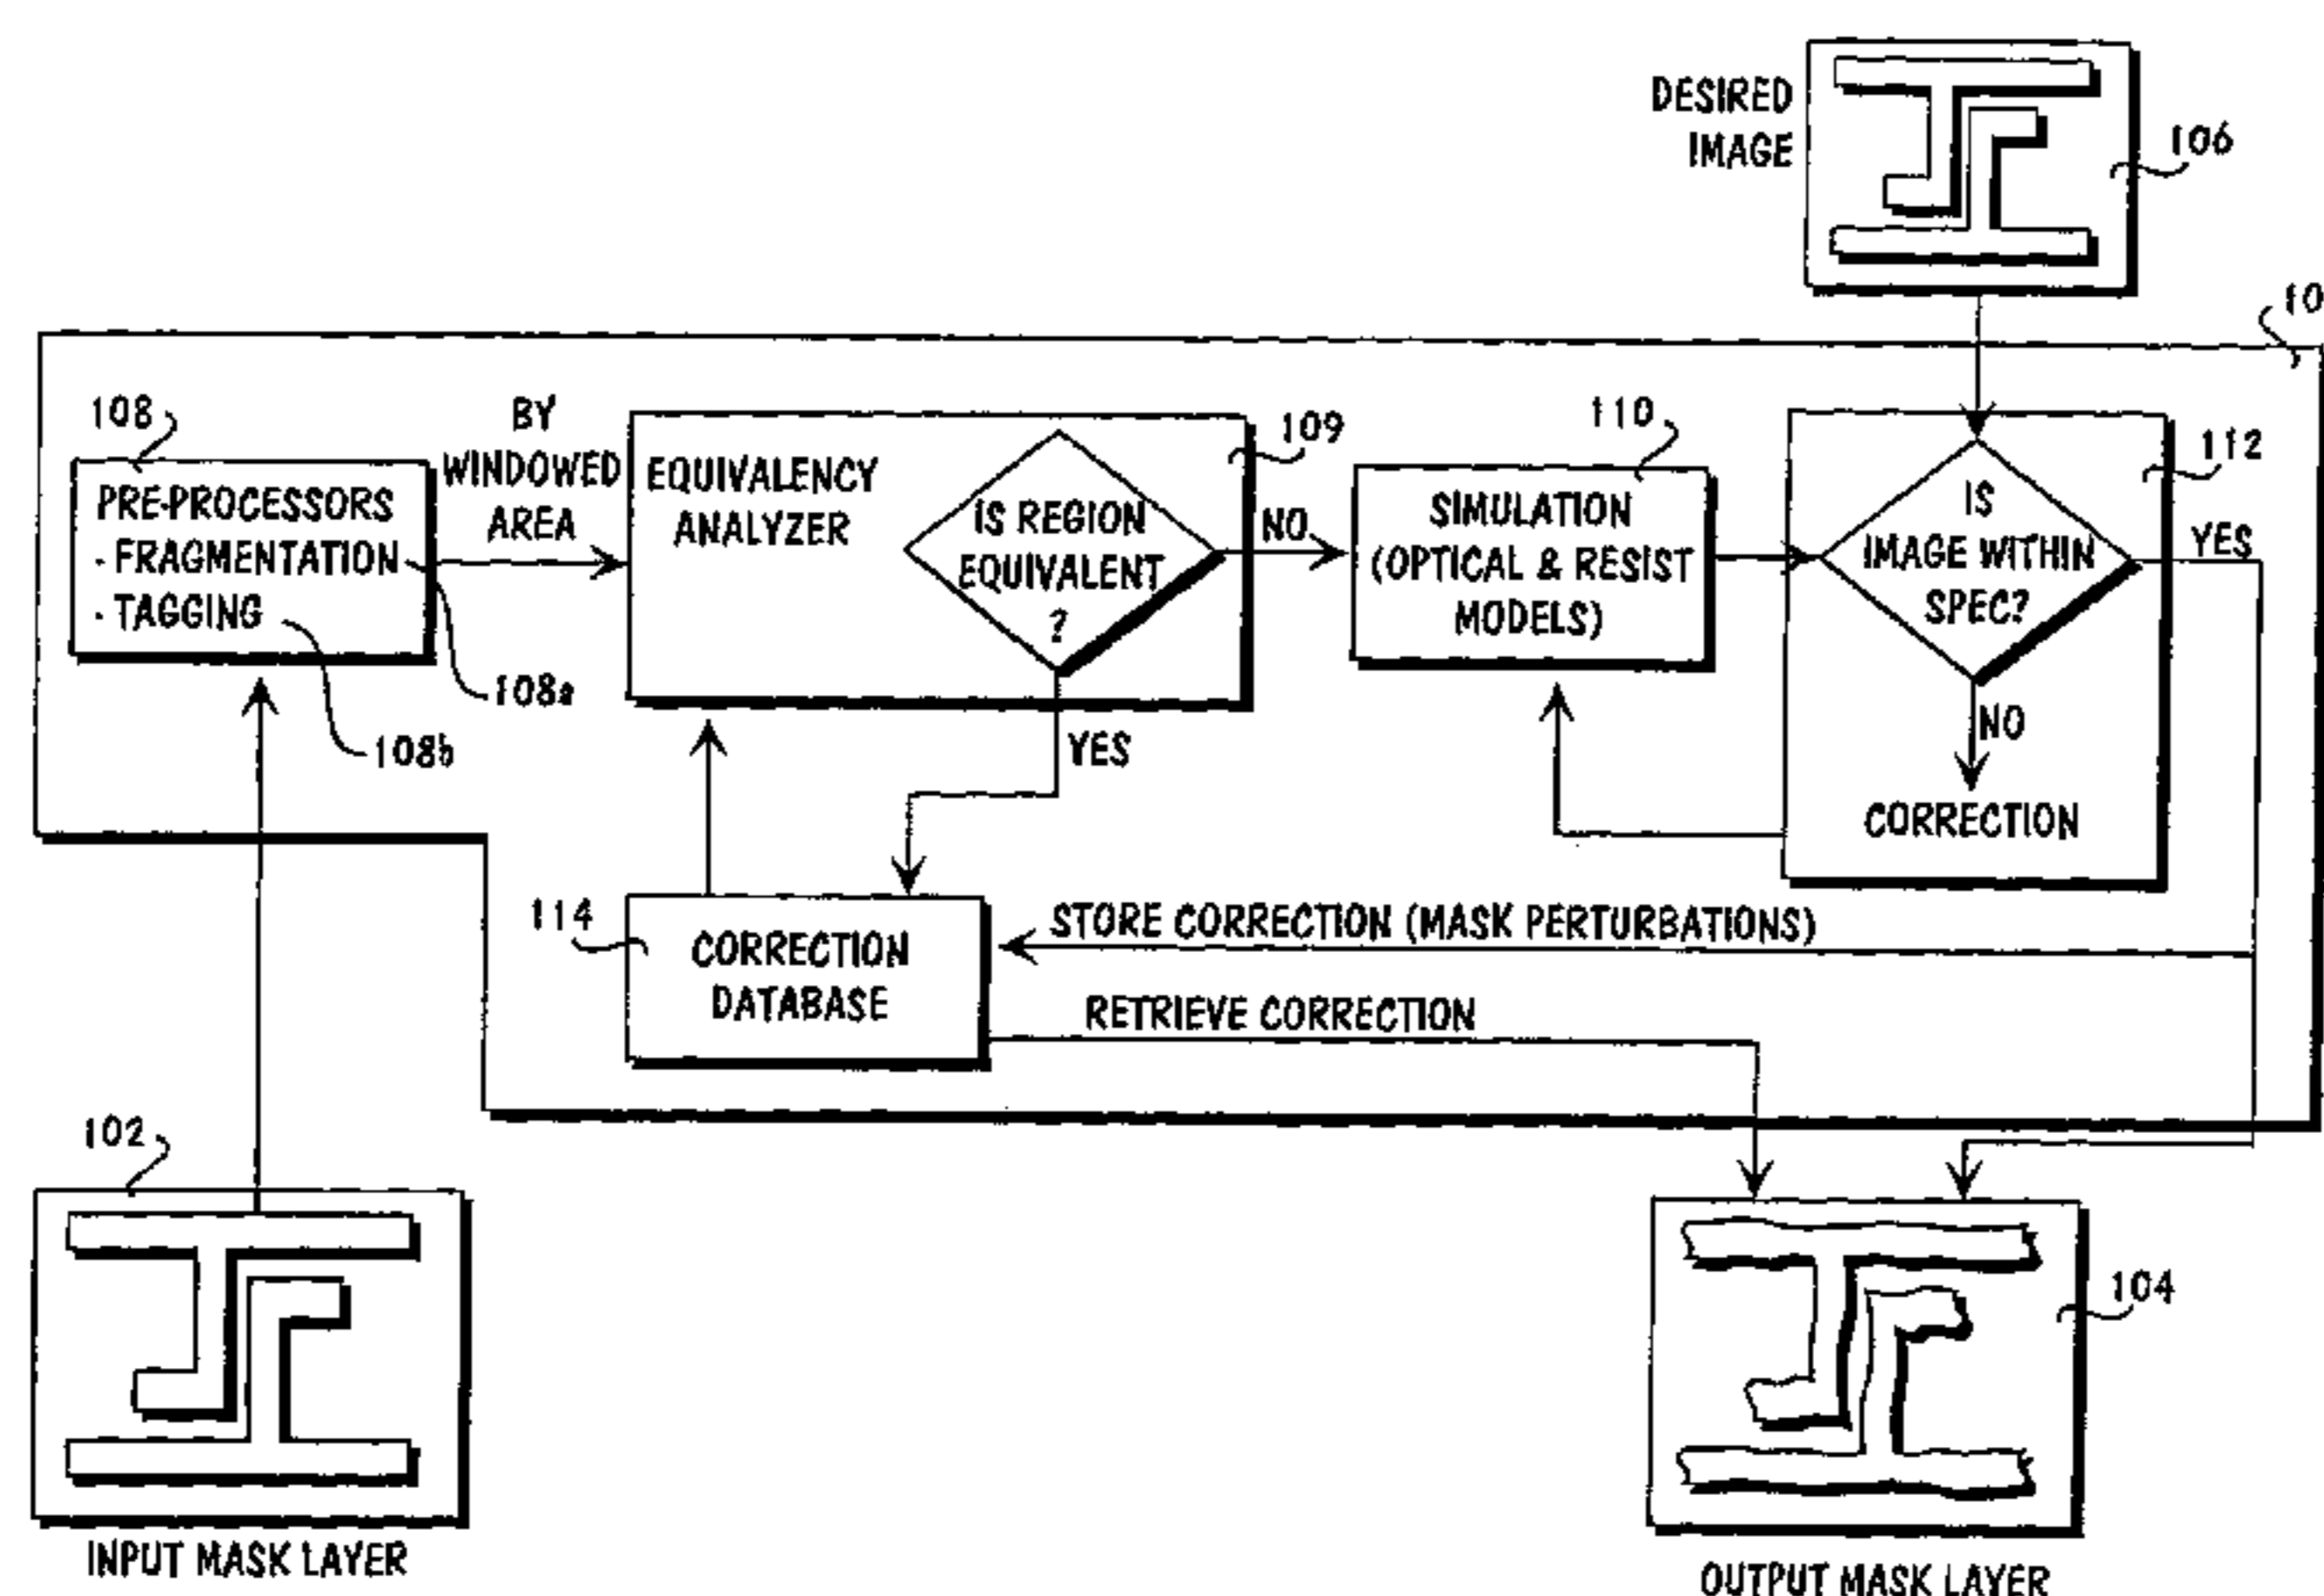 DESIRED
IMAGE
106
10
108
BY
WINDOWED
AREA
109
110
112
PRE-PROCESSORS
- FRAGMENTATION
- TAGGING
108a
108b
EQUIVALENCY
ANALYZER
IS REGION
EQUIVALENT
?
NO
YES
SIMULATION
(OPTICAL & RESIST
MODELS)
IS
IMAGE WITHIN
SPEC?
YES
NO
CORRECTION
114
CORRECTION
DATABASE
STORE CORRECTION (MASK PERTURBATIONS)
RETRIEVE CORRECTION
102
104
INPUT MASK LAYER
OUTPUT MASK LAYER